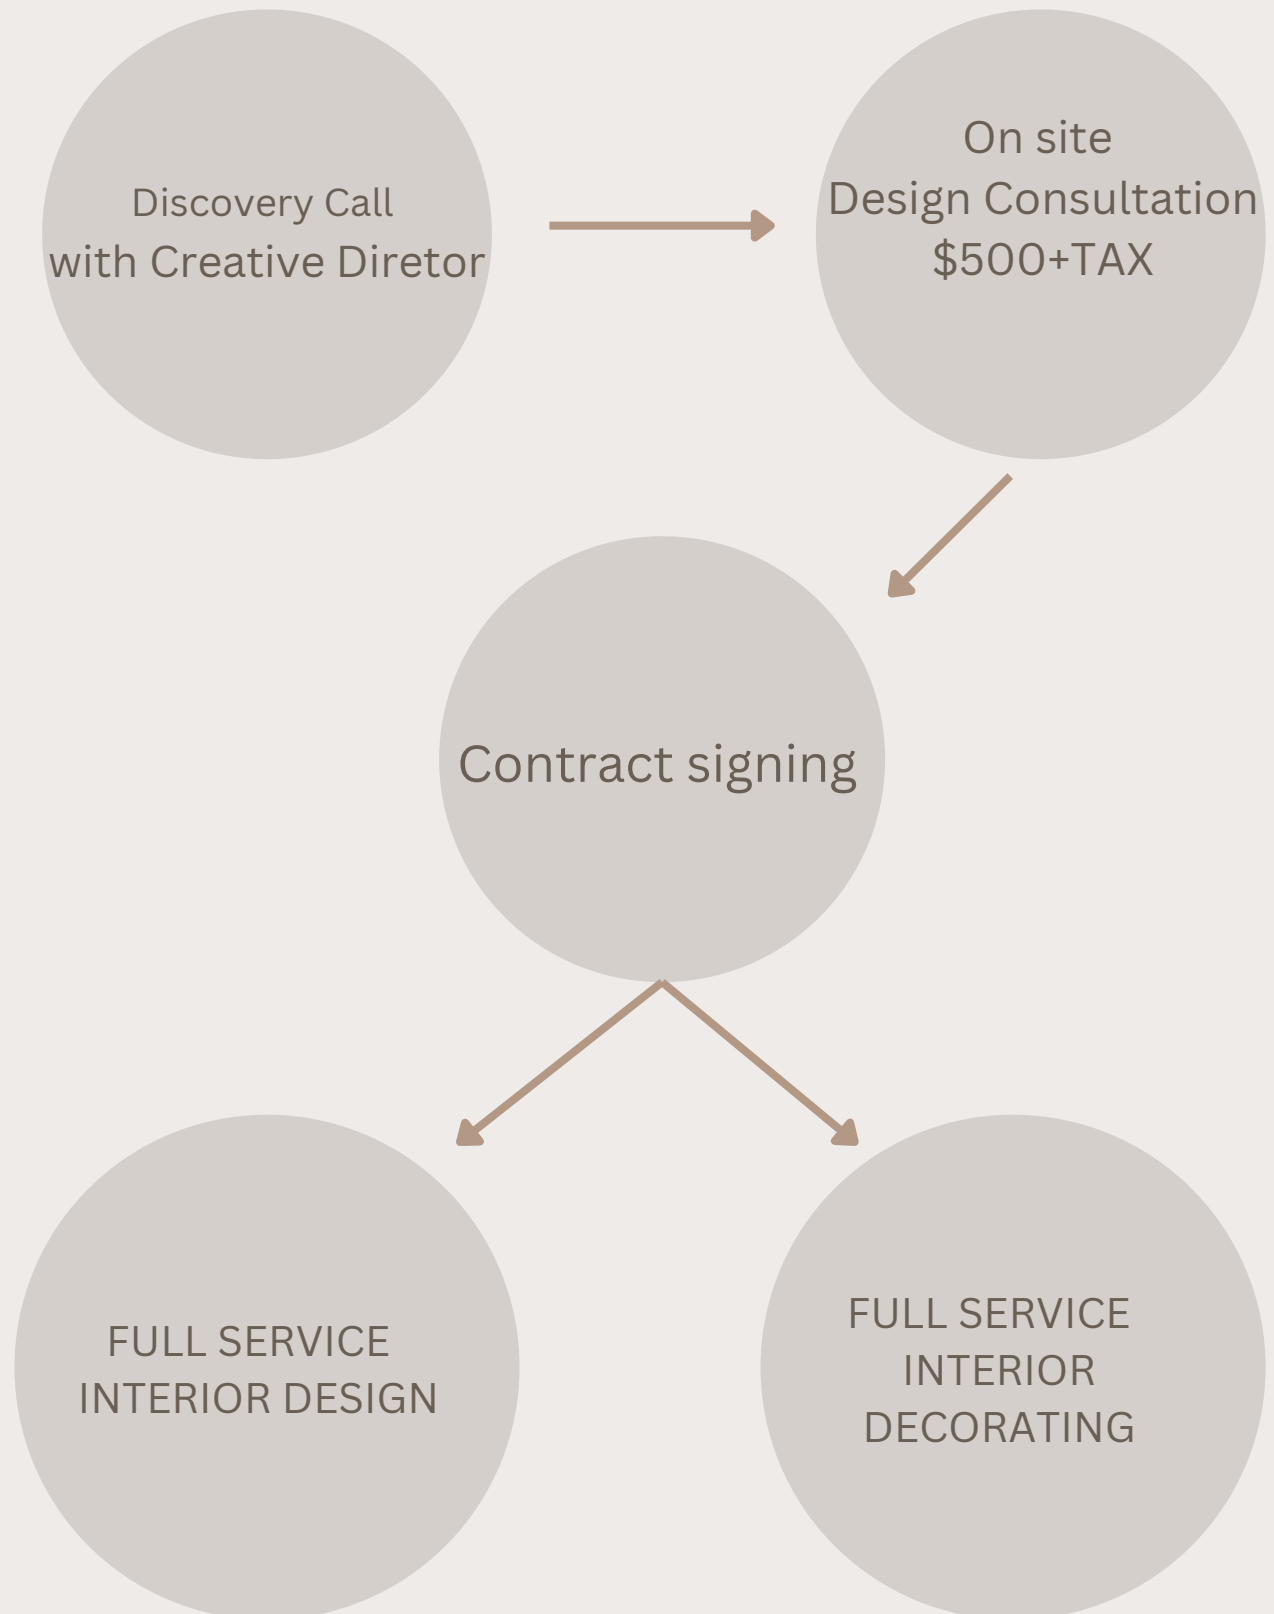 Discovery Call
with Creative Diretor
On site
Design Consultation
$500+TAX
Contract signing
FULL SERVICE
INTERIOR DESIGN
FULL SERVICE
INTERIOR
DECORATING